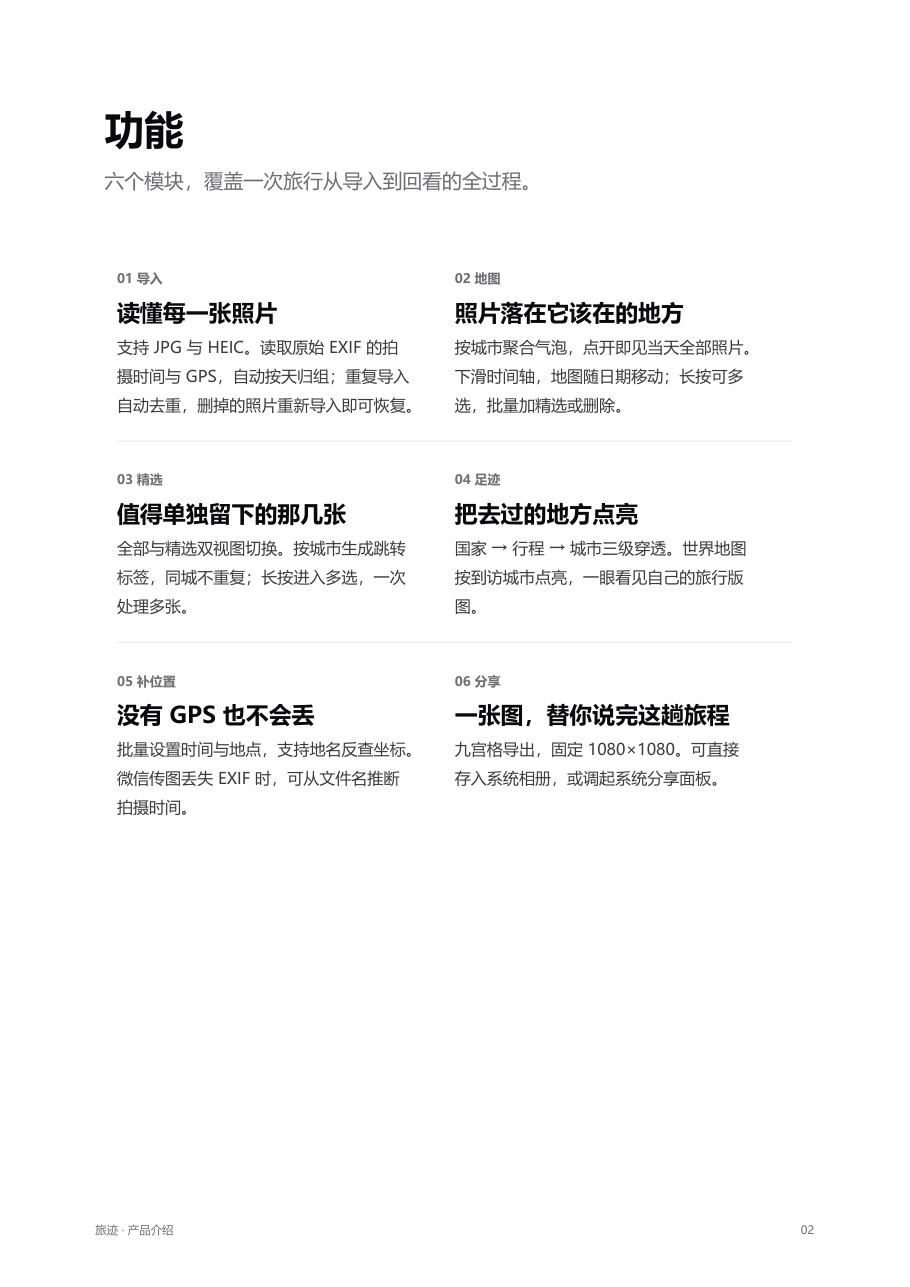 功能
六个模块，覆盖一次旅行从导入到回看的全过程。
01 导入
读懂每一张照片
支持 JPG 与 HEIC。读取原始 EXIF 的拍
摄时间与 GPS，自动按天归组；重复导入
自动去重，删掉的照片重新导入即可恢复。
02 地图
照片落在它该在的地方
按城市聚合气泡，点开即见当天全部照片。
下滑时间轴，地图随日期移动；长按可多
选，批量加精选或删除。
03 精选
值得单独留下的那几张
全部与精选双视图切换。按城市生成跳转
标签，同城不重复；长按进入多选，一次
处理多张。
04 足迹
把去过的地方点亮
国家 → 行程 → 城市三级穿透。世界地图
按到访城市点亮，一眼看见自己的旅行版
图。
05 补位置
没有 GPS 也不会丢
批量设置时间与地点，支持地名反查坐标。
微信传图丢失 EXIF 时，可从文件名推断
拍摄时间。
06 分享
一张图，替你说完这趟旅程
九宫格导出，固定 1080×1080。可直接
存入系统相册，或调起系统分享面板。
旅迹 · 产品介绍
02